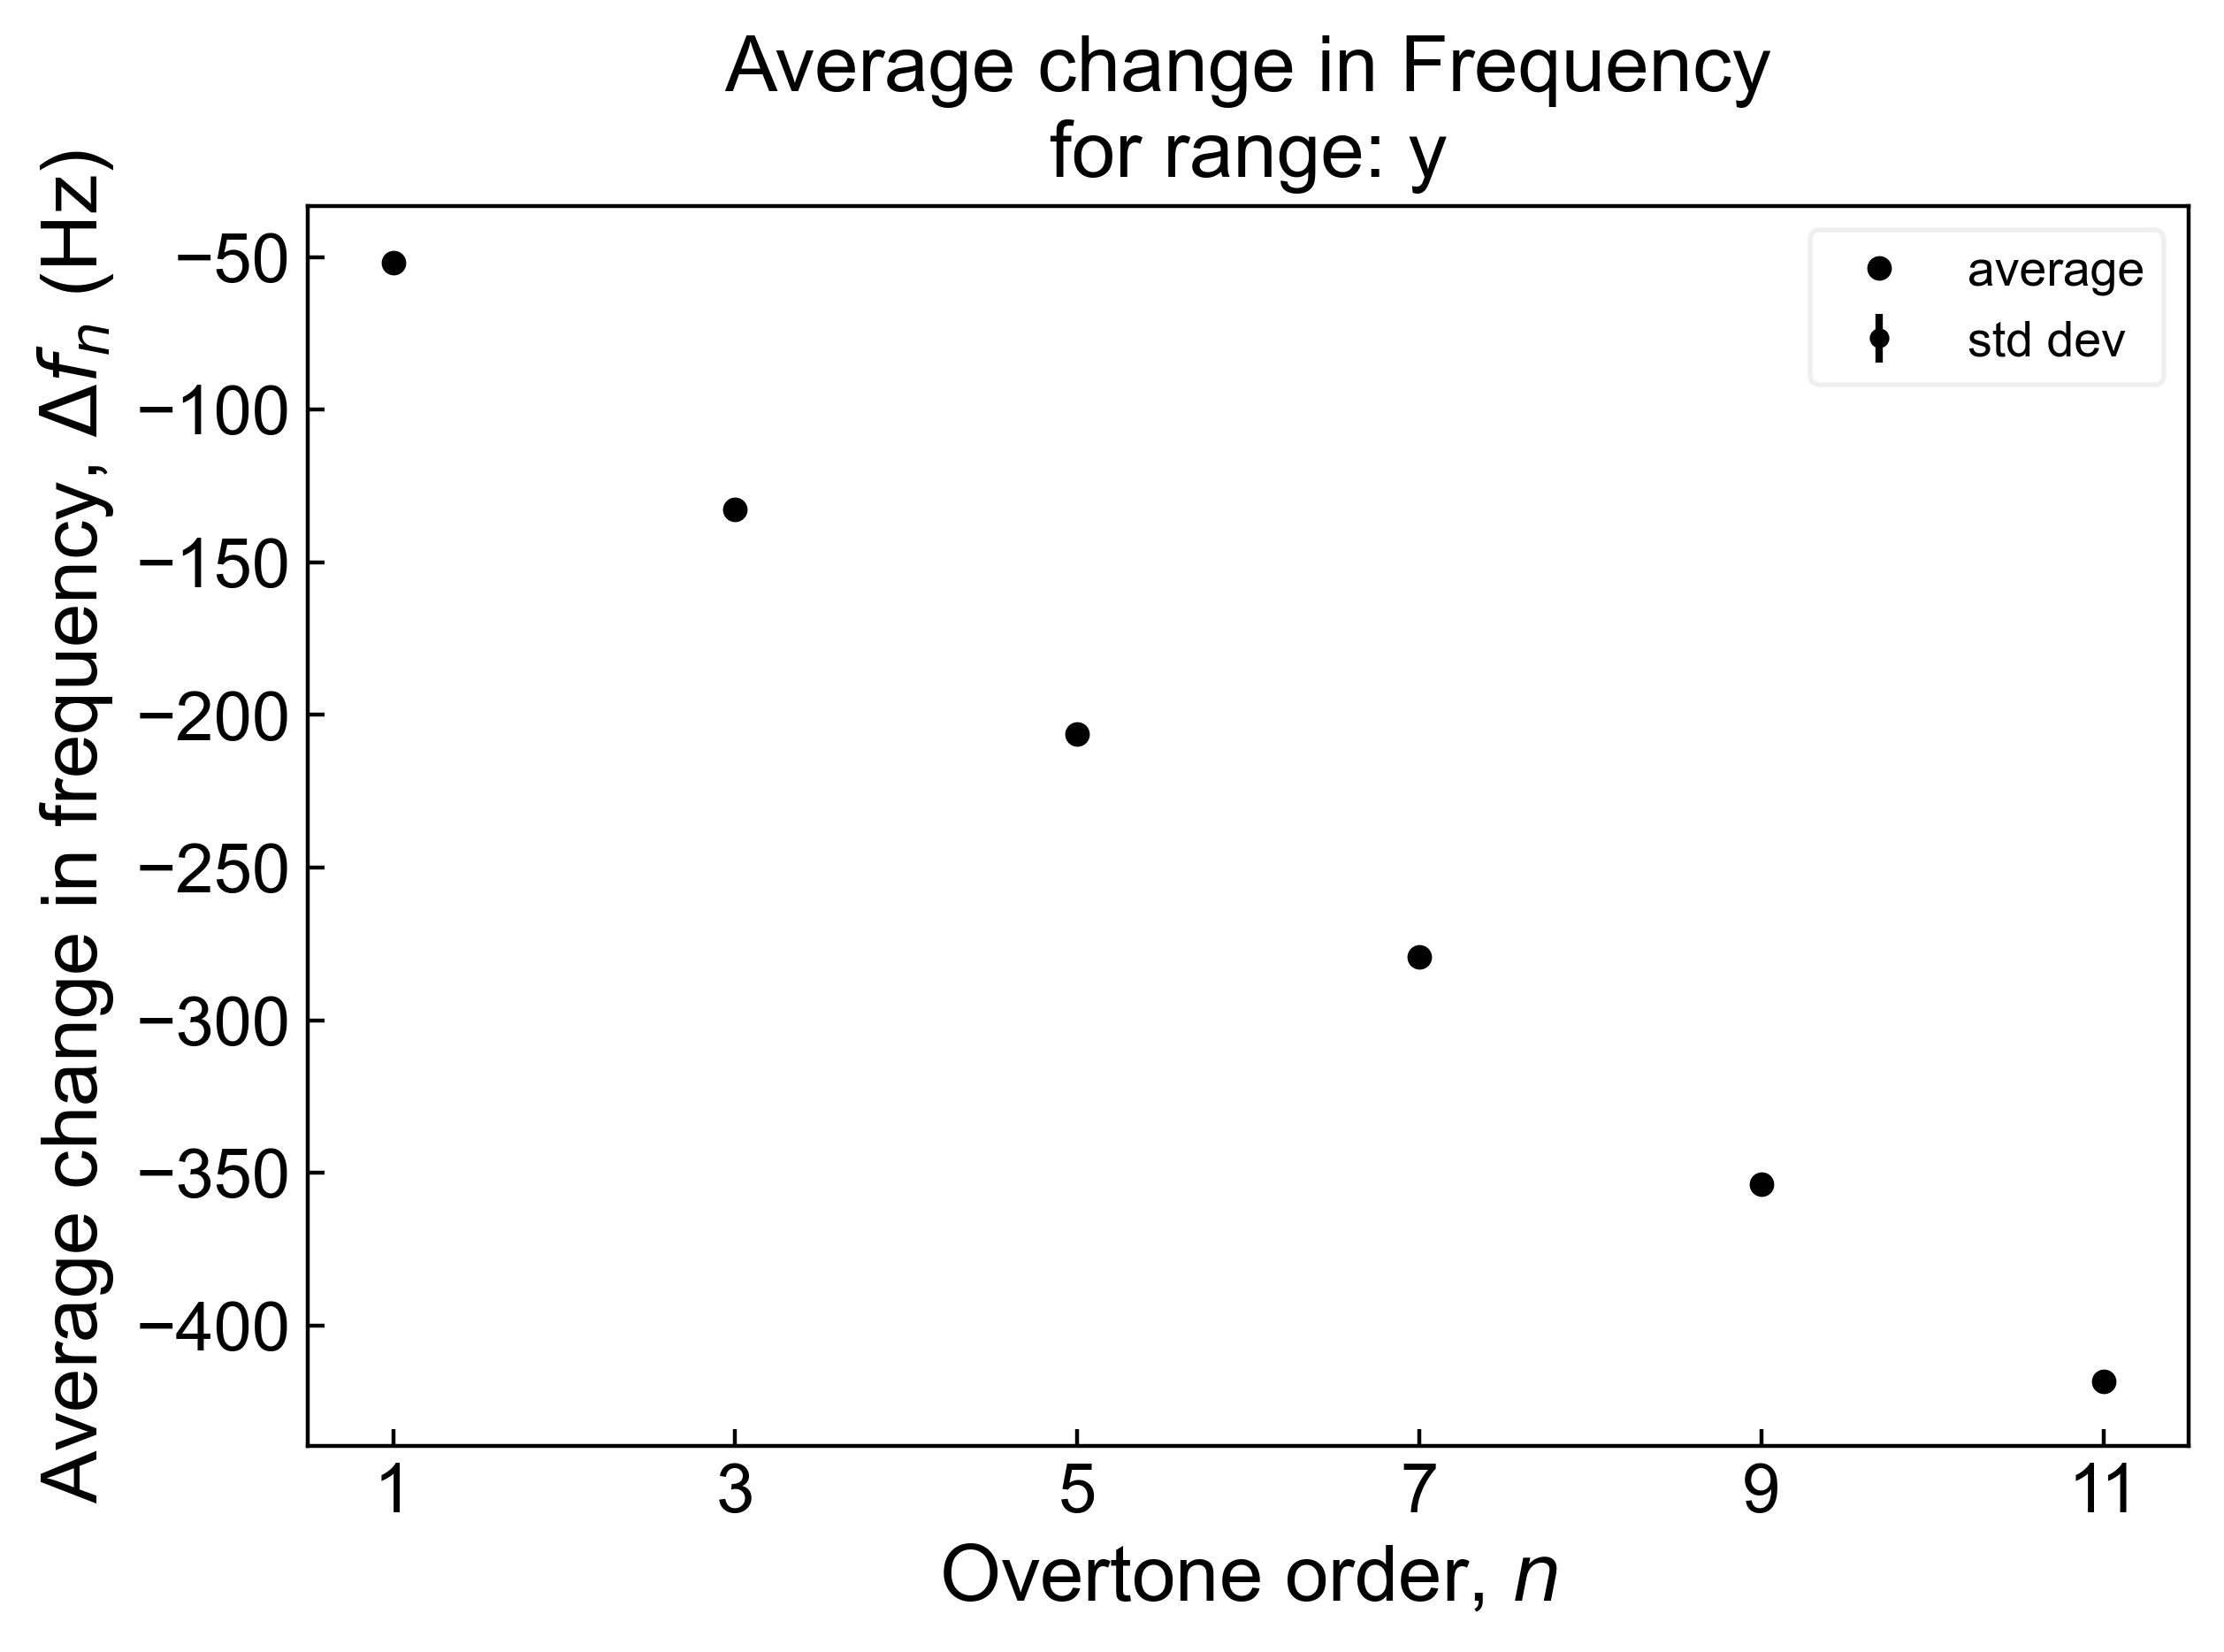 Average change in Frequency
for range: y
Average change in frequency, Δfₙ (Hz)
−50
−100
−150
−200
−250
−300
−350
−400
average
std dev
1 3 5 7 9 11
Overtone order, n